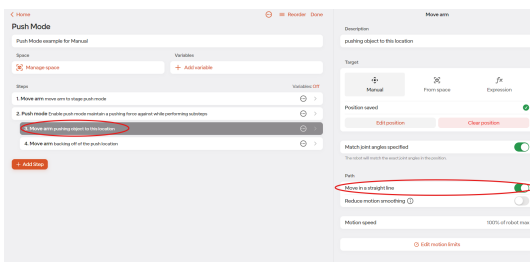 Home
Reorder Done
Push Mode
Push Mode example for Manual
Space
Variables
Manage space
+ Add variable
Steps
Variables Off
1. Move arm move arm to stage push mode
2. Push mode Enable push mode maintain a pushing force against while performing substeps
3. Move arm pushing object to this location
4. Move arm backing off of the push location
+ Add Step
Move arm
Description
pushing object to this location
Target
Manual
From space
Expression
Position saved
Edit position
Clear position
Match joint angles specified
The robot will match the exact joint angles in the position.
Path
Move in a straight line
Reduce motion smoothing
Motion speed
100% of robot max
Edit motion limits